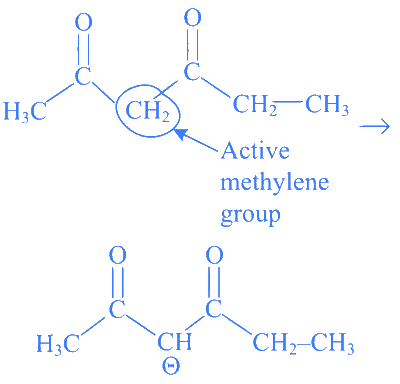 O O
C C
H₃C CH₂ CH₂—CH₃ →
Active
methylene
group
O O
C C
H₃C CH CH₂–CH₃
Θ